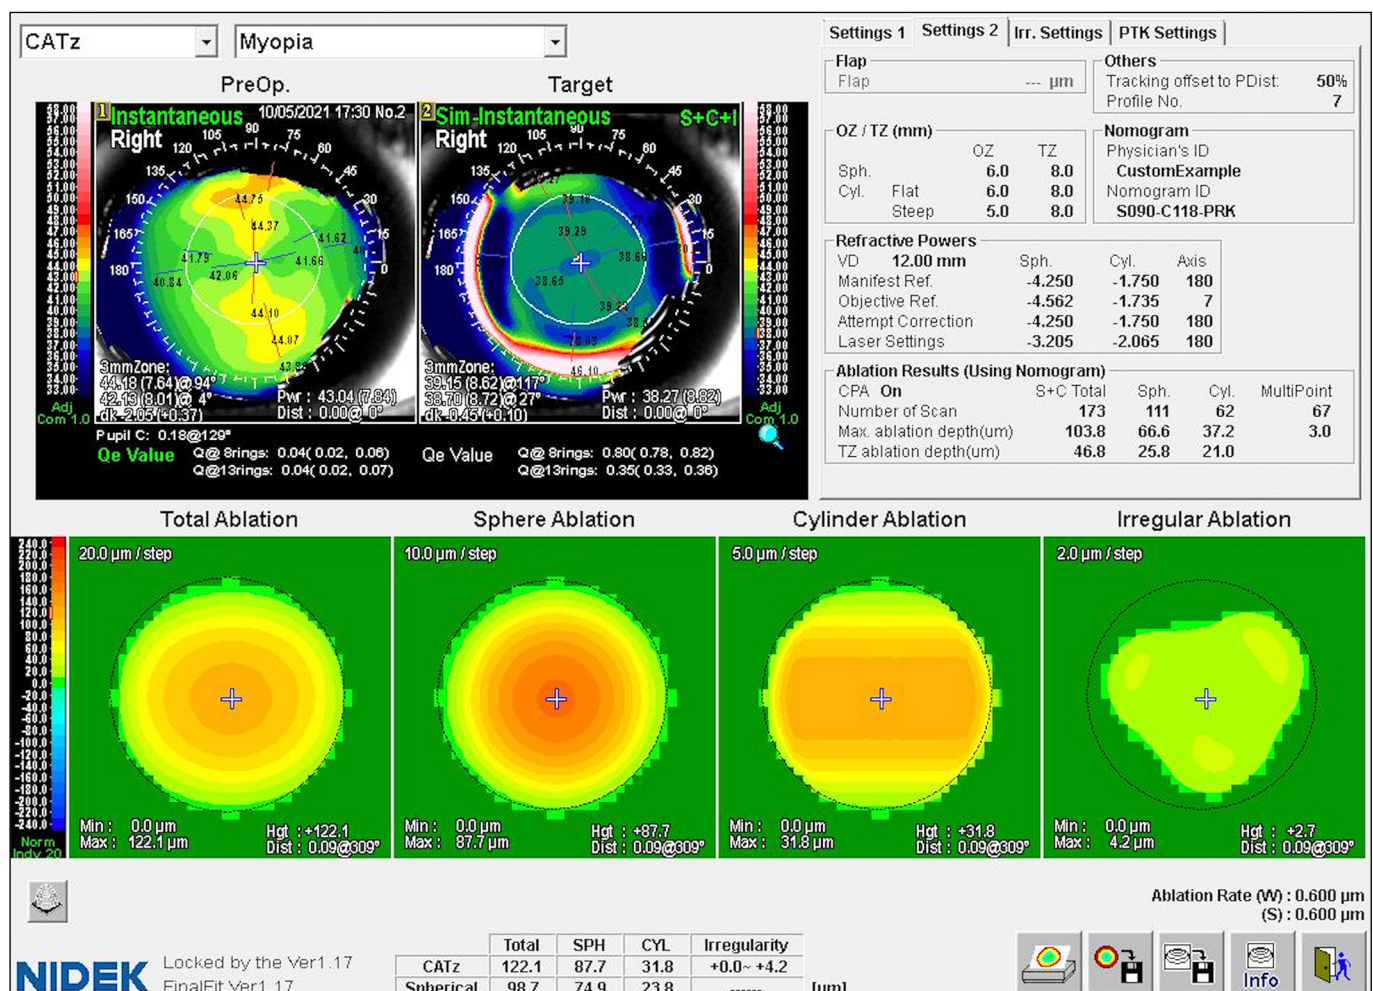 CATz Myopia
Settings 1 Settings 2 Irr. Settings PTK Settings
PreOp. Target
1 Instantaneous 10/05/2021 17:30 No.2
Right
3mmZone:
44.18 (7.64)@ 94°
42.13 (8.01)@ 4°
dk -2.05 (+0.37)
Pwr : 43.04 (7.84)
Dist : 0.00@ 0°
2 Sim-Instantaneous S+C+I
Right
3mmZone:
39.15 (8.62)@117°
38.70 (8.72)@ 27°
dk -0.45 (+0.10)
Pwr : 38.27 (8.82)
Dist : 0.00@ 0°
Adj
Com 1.0
Adj
Com 1.0
Pupil C: 0.18@129°
Qe Value Q@ 8rings: 0.04( 0.02, 0.06)
Q@13rings: 0.04( 0.02, 0.07)
Qe Value Q@ 8rings: 0.80( 0.78, 0.82)
Q@13rings: 0.35( 0.33, 0.36)
Flap
Flap --- µm
Others
Tracking offset to PDist: 50%
Profile No. 7
OZ / TZ (mm)
OZ TZ
Sph. 6.0 8.0
Cyl. Flat 6.0 8.0
Steep 5.0 8.0
Nomogram
Physician's ID
CustomExample
Nomogram ID
S090-C118-PRK
Refractive Powers
VD 12.00 mm Sph. Cyl. Axis
Manifest Ref. -4.250 -1.750 180
Objective Ref. -4.562 -1.735 7
Attempt Correction -4.250 -1.750 180
Laser Settings -3.205 -2.065 180
Ablation Results (Using Nomogram)
CPA On S+C Total Sph. Cyl. MultiPoint
Number of Scan 173 111 62 67
Max. ablation depth(um) 103.8 66.6 37.2 3.0
TZ ablation depth(um) 46.8 25.8 21.0
Total Ablation Sphere Ablation Cylinder Ablation Irregular Ablation
20.0 µm / step
Min : 0.0 µm
Max : 122.1 µm
Hgt : +122.1
Dist : 0.09@309°
10.0 µm / step
Min : 0.0 µm
Max : 87.7 µm
Hgt : +87.7
Dist : 0.09@309°
5.0 µm / step
Min : 0.0 µm
Max : 31.8 µm
Hgt : +31.8
Dist : 0.09@309°
2.0 µm / step
Min : 0.0 µm
Max : 4.2 µm
Hgt : +2.7
Dist : 0.09@309°
Norm
Indv 20
Ablation Rate (W) : 0.600 µm
(S) : 0.600 µm
NIDEK
Locked by the Ver1.17
FinalFit Ver1.17
Total SPH CYL Irregularity
CATz 122.1 87.7 31.8 +0.0~ +4.2
Spherical 98.7 74.9 23.8 ------ [um]
Info